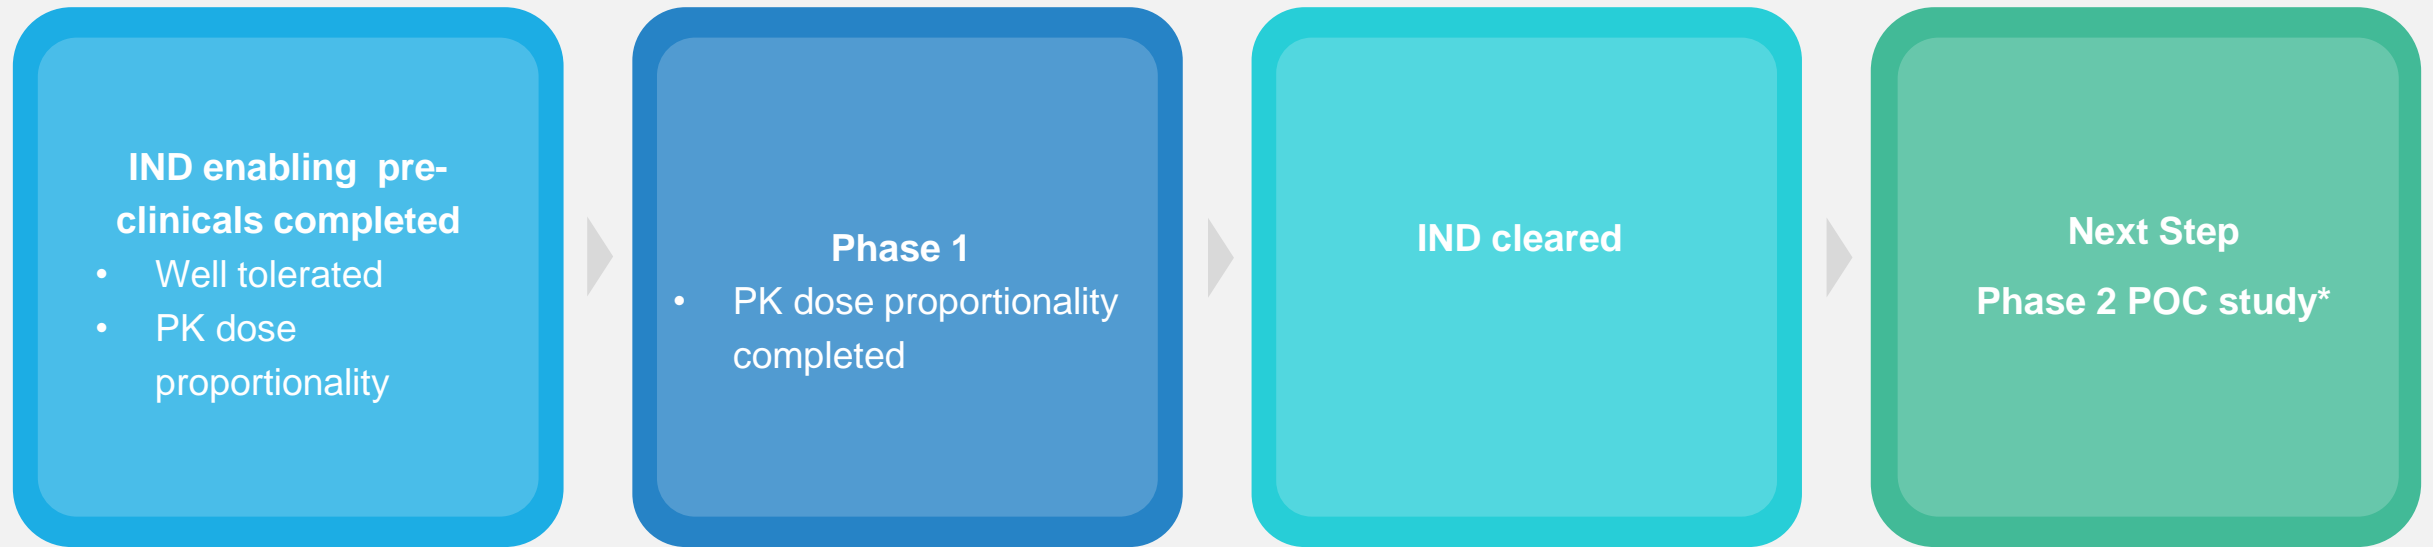 IND enabling  pre-
clinicals completed
• Well tolerated
• PK dose
proportionality
Phase 1
• PK dose proportionality
completed
IND cleared
Next Step
Phase 2 POC study*